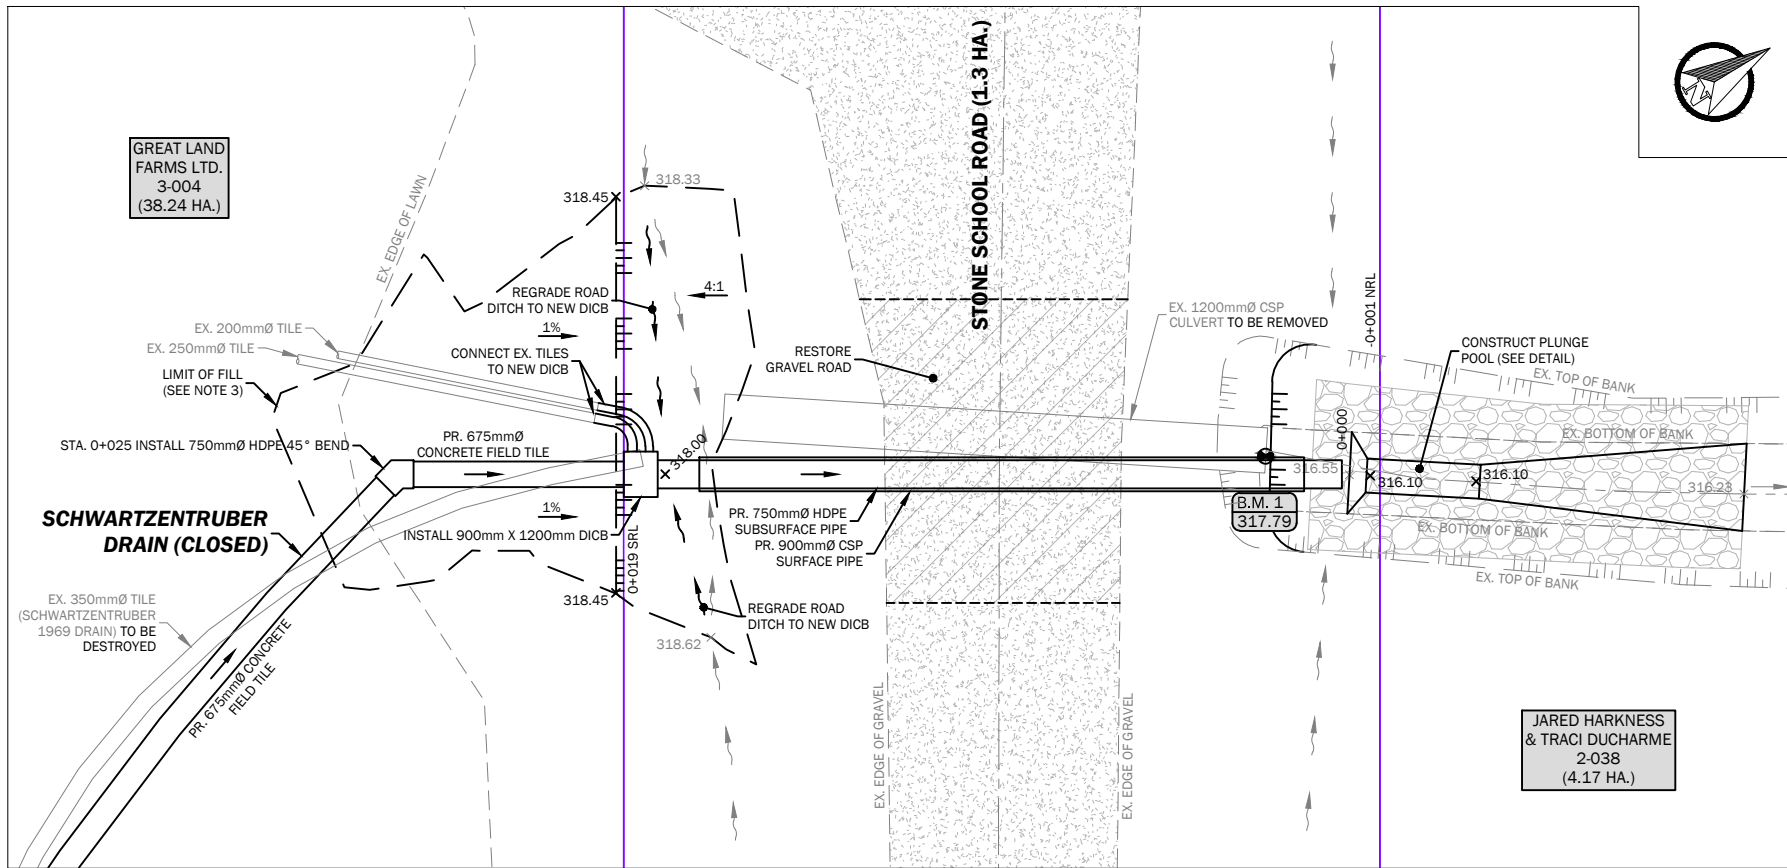 GREAT LAND
FARMS LTD.
3-004
(38.24 HA.)
EX. EDGE OF LAWN
318.45
318.33
STONE SCHOOL ROAD (1.3 HA.)
N
REGRADE ROAD
DITCH TO NEW DICB
4:1
1%
EX. 200mmØ TILE
EX. 250mmØ TILE
CONNECT EX. TILES
TO NEW DICB
LIMIT OF FILL
(SEE NOTE 3)
RESTORE
GRAVEL ROAD
EX. 1200mmØ CSP
CULVERT TO BE REMOVED
-0+001 NRL
CONSTRUCT PLUNGE
POOL (SEE DETAIL)
EX. TOP OF BANK
EX. BOTTOM OF BANK
STA. 0+025 INSTALL 750mmØ HDPE 45° BEND
PR. 675mmØ
CONCRETE FIELD TILE
318.00
0+000
316.55
316.10
316.10
316.23
B.M. 1
317.79
SCHWARTZENTRUBER
DRAIN (CLOSED)
1%
INSTALL 900mm X 1200mm DICB
0+019 SRL
PR. 750mmØ HDPE
SUBSURFACE PIPE
PR. 900mmØ CSP
SURFACE PIPE
EX. BOTTOM OF BANK
EX. TOP OF BANK
EX. 350mmØ TILE
(SCHWARTZENTRUBER
1969 DRAIN) TO BE
DESTROYED
318.45
318.62
REGRADE ROAD
DITCH TO NEW DICB
PR. 675mmØ CONCRETE
FIELD TILE
EX. EDGE OF GRAVEL
EX. EDGE OF GRAVEL
JARED HARKNESS
& TRACI DUCHARME
2-038
(4.17 HA.)